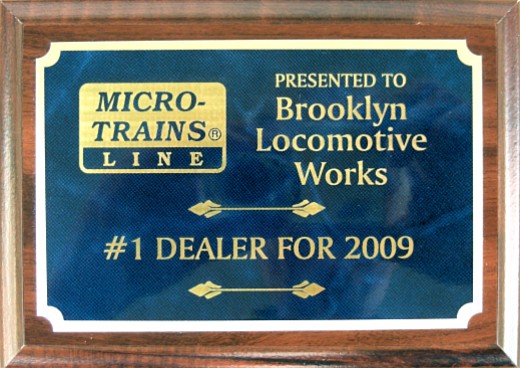 MICRO-
TRAINS®
LINE
PRESENTED TO
Brooklyn
Locomotive
Works
#1 DEALER FOR 2009